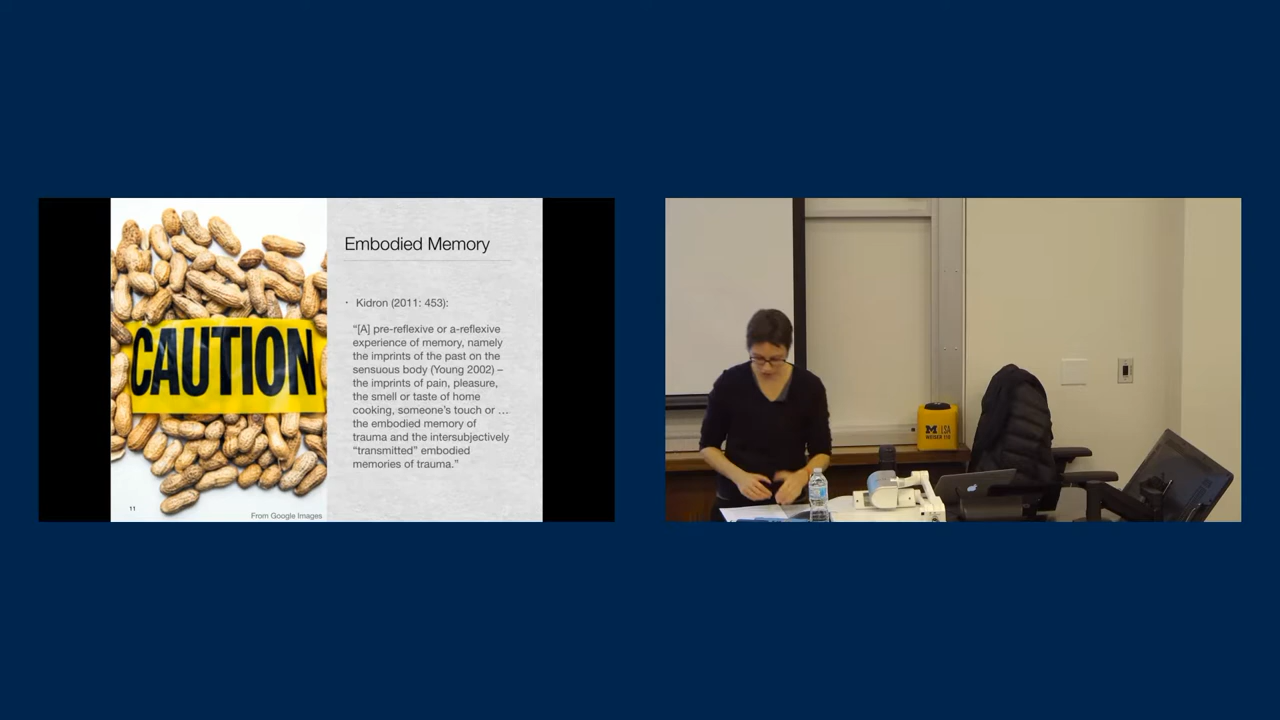 CAUTION
11
From Google Images
Embodied Memory
· Kidron (2011: 453):
“[A] pre-reflexive or a-reflexive
experience of memory, namely
the imprints of the past on the
sensuous body (Young 2002) –
the imprints of pain, pleasure,
the smell or taste of home
cooking, someone’s touch or …
the embodied memory of
trauma and the intersubjectively
“transmitted” embodied
memories of trauma.”
M | LSA
WEISER 110